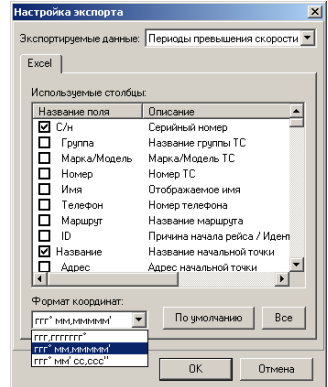 Настройка экспорта
Экспортируемые данные: Периоды превышения скорости
Excel
Используемые столбцы:
Название поля Описание
С/н Серийный номер
Группа Название группы ТС
Марка/Модель Марка/Модель ТС
Номер Номер ТС
Имя Отображаемое имя
Телефон Номер телефона
Маршрут Название маршрута
ID Причина начала рейса / Иден
Название Название начальной точки
Адрес Адрес начальной точки
Формат координат:
ггг° мм,ммммм' По умолчанию Все
ггг,ггггггг°
ггг° мм,ммммм'
ггг° мм' сс,ссс"
OK Отмена